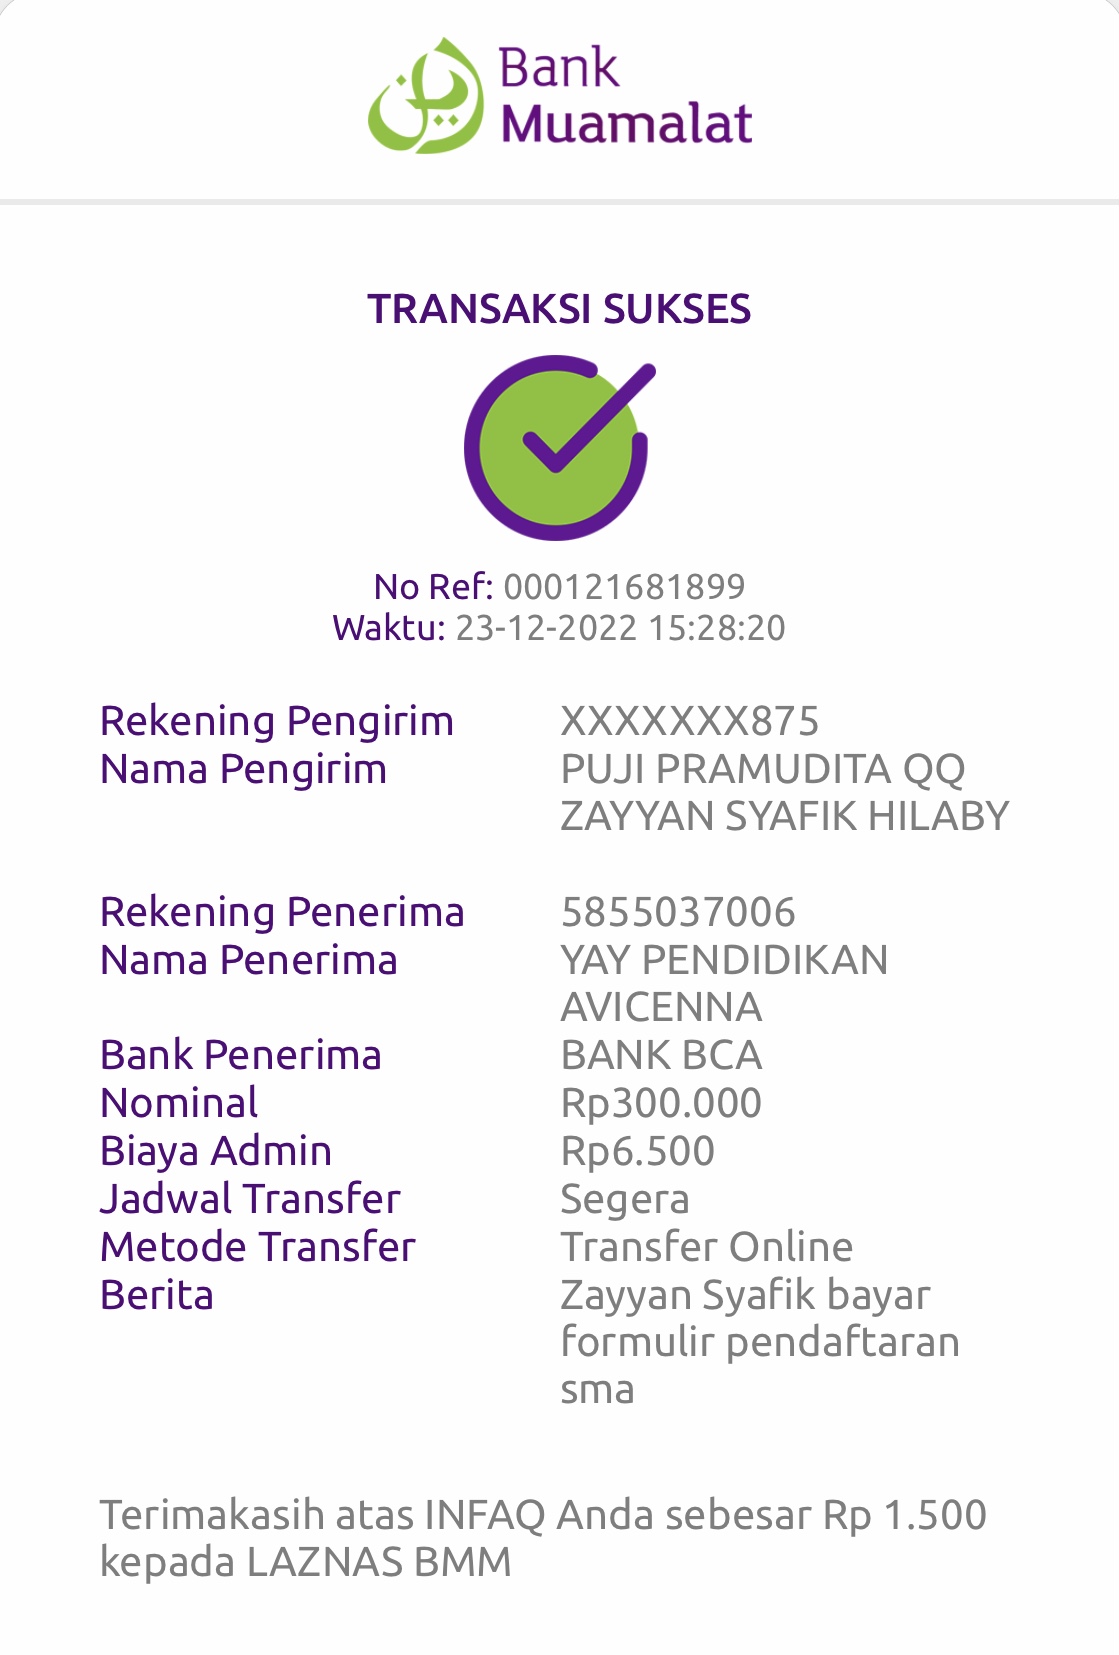 Bank
Muamalat
TRANSAKSI SUKSES
No Ref: 000121681899
Waktu: 23-12-2022 15:28:20
Rekening Pengirim XXXXXXX875
Nama Pengirim PUJI PRAMUDITA QQ
ZAYYAN SYAFIK HILABY
Rekening Penerima 5855037006
Nama Penerima YAY PENDIDIKAN
AVICENNA
Bank Penerima BANK BCA
Nominal Rp300.000
Biaya Admin Rp6.500
Jadwal Transfer Segera
Metode Transfer Transfer Online
Berita Zayyan Syafik bayar
formulir pendaftaran
sma
Terimakasih atas INFAQ Anda sebesar Rp 1.500
kepada LAZNAS BMM